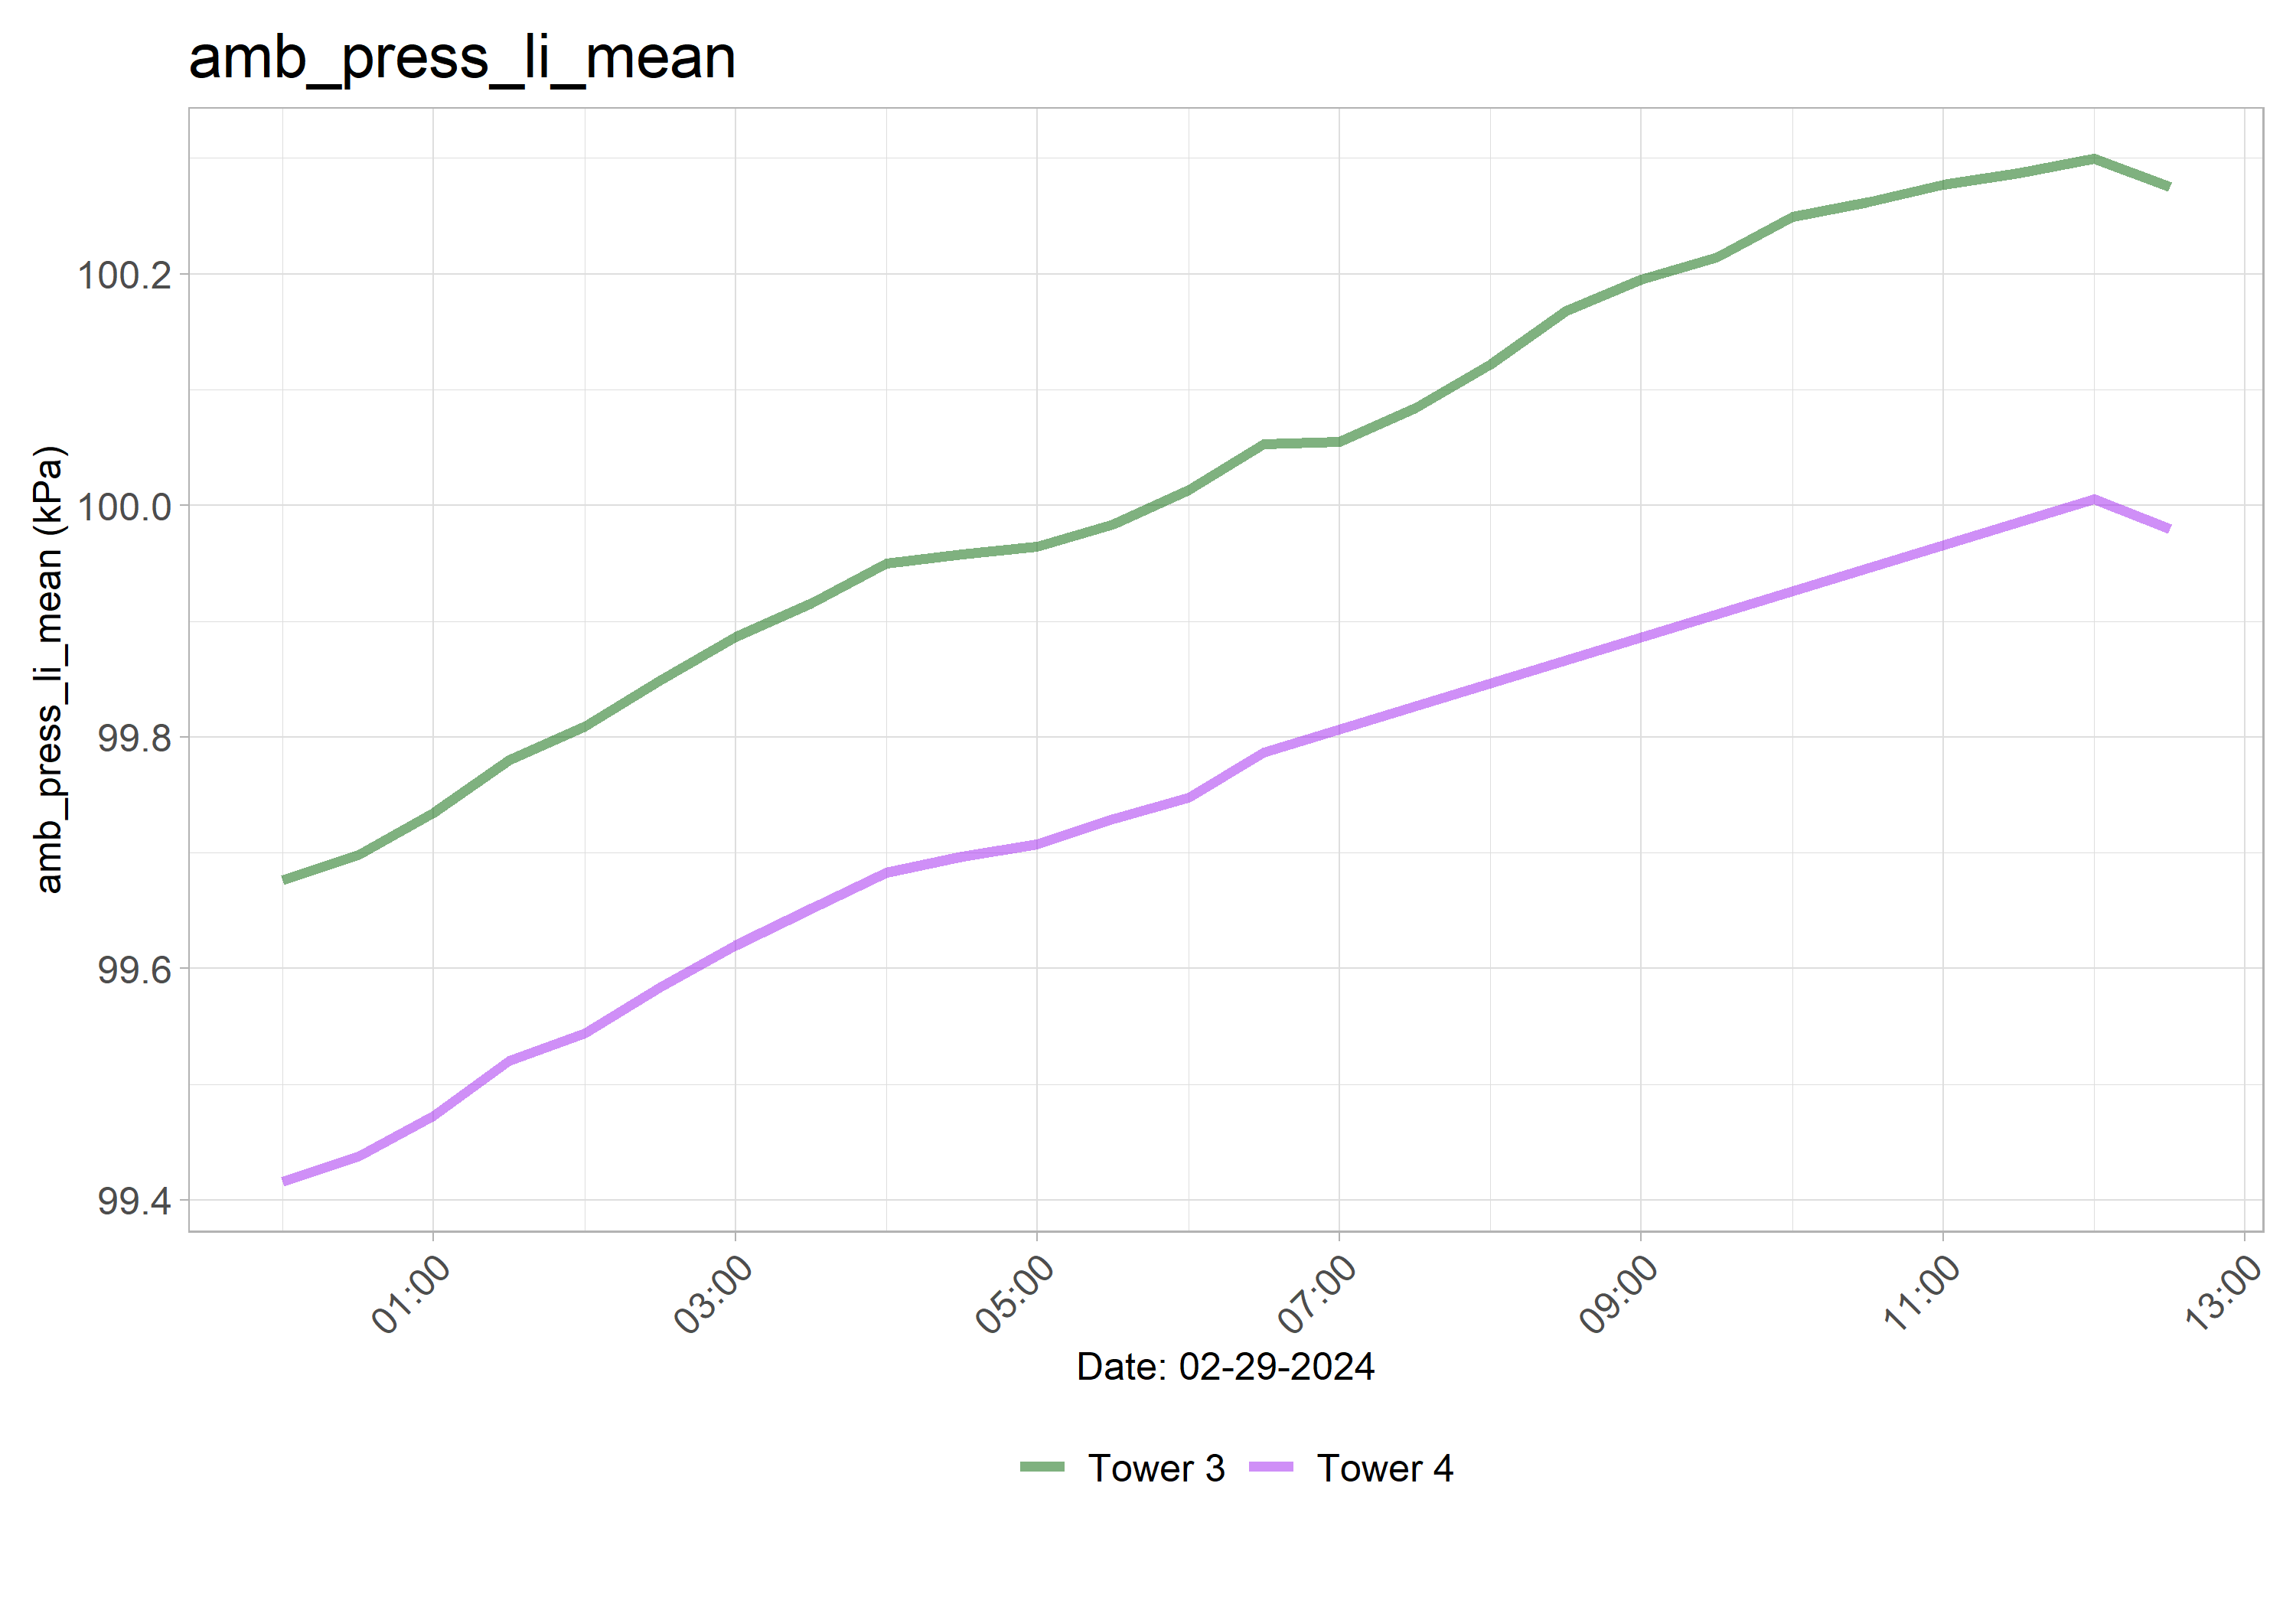 amb_press_li_mean
amb_press_li_mean (kPa)
100.2
100.0
99.8
99.6
99.4
01:00
03:00
05:00
07:00
09:00
11:00
13:00
Date: 02-29-2024
Tower 3
Tower 4